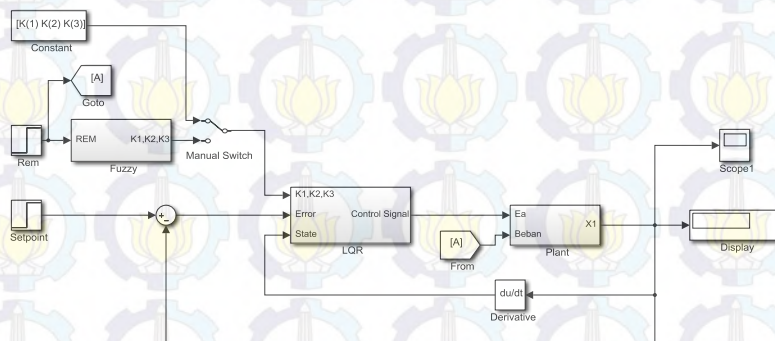 [K(1) K(2) K(3)]
Constant
[A]
Goto
Rem
REM K1,K2,K3
Fuzzy
Manual Switch
Scope1
K1,K2,K3
Error Control Signal
State
LQR
Setpoint
+
-
[A]
From
Ea
X1
Beban
Plant
Display
du/dt
Derivative